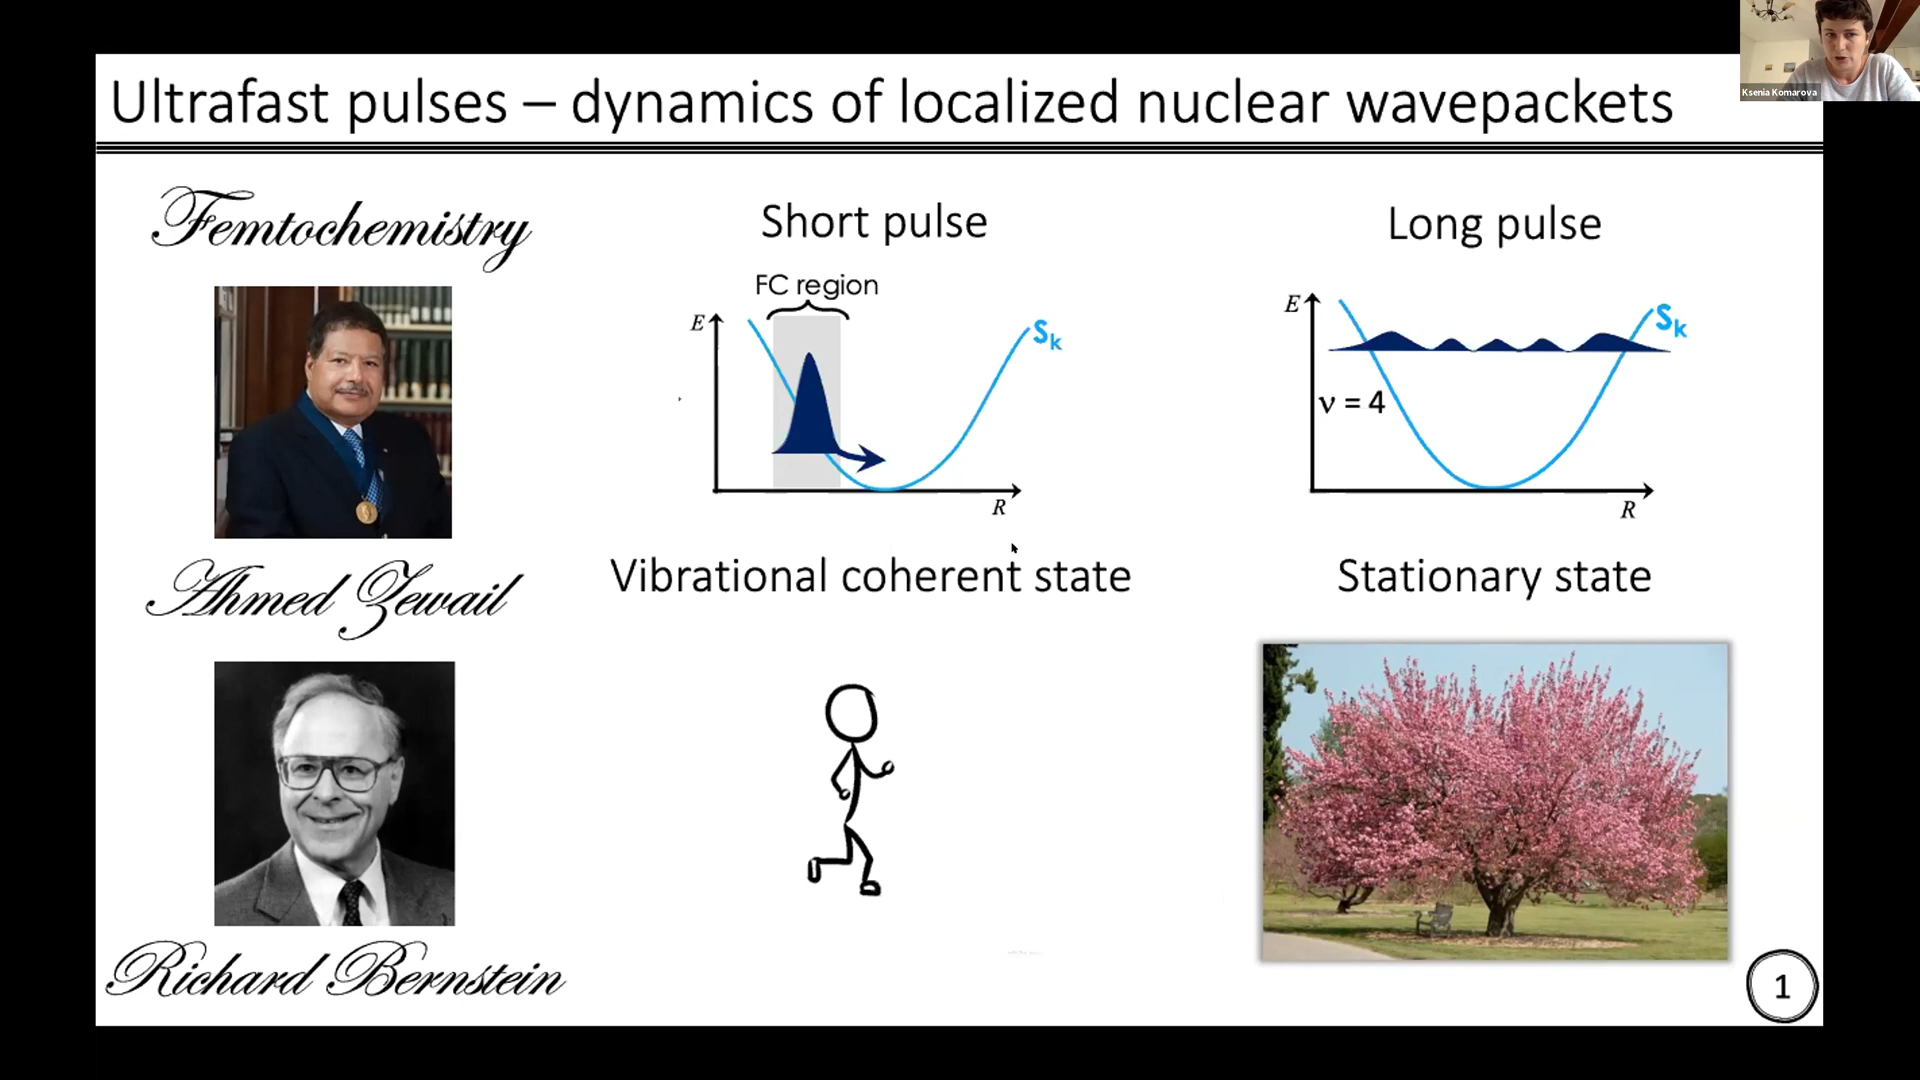 Ultrafast pulses – dynamics of localized nuclear wavepackets
Ksenia Komarova
Femtochemistry
Ahmed Zewail
Richard Bernstein
Short pulse
FC region
E
S_k
R
Vibrational coherent state
Long pulse
E
S_k
ν = 4
R
Stationary state
1